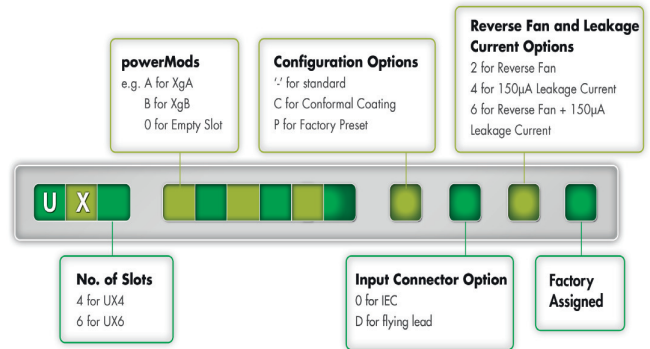 powerMods
e.g. A for XgA
B for XgB
0 for Empty Slot
Configuration Options
‘-’ for standard
C for Conformal Coating
P for Factory Preset
Reverse Fan and Leakage
Current Options
2 for Reverse Fan
4 for 150µA Leakage Current
6 for Reverse Fan + 150µA
Leakage Current
U X
No. of Slots
4 for UX4
6 for UX6
Input Connector Option
0 for IEC
D for flying lead
Factory
Assigned